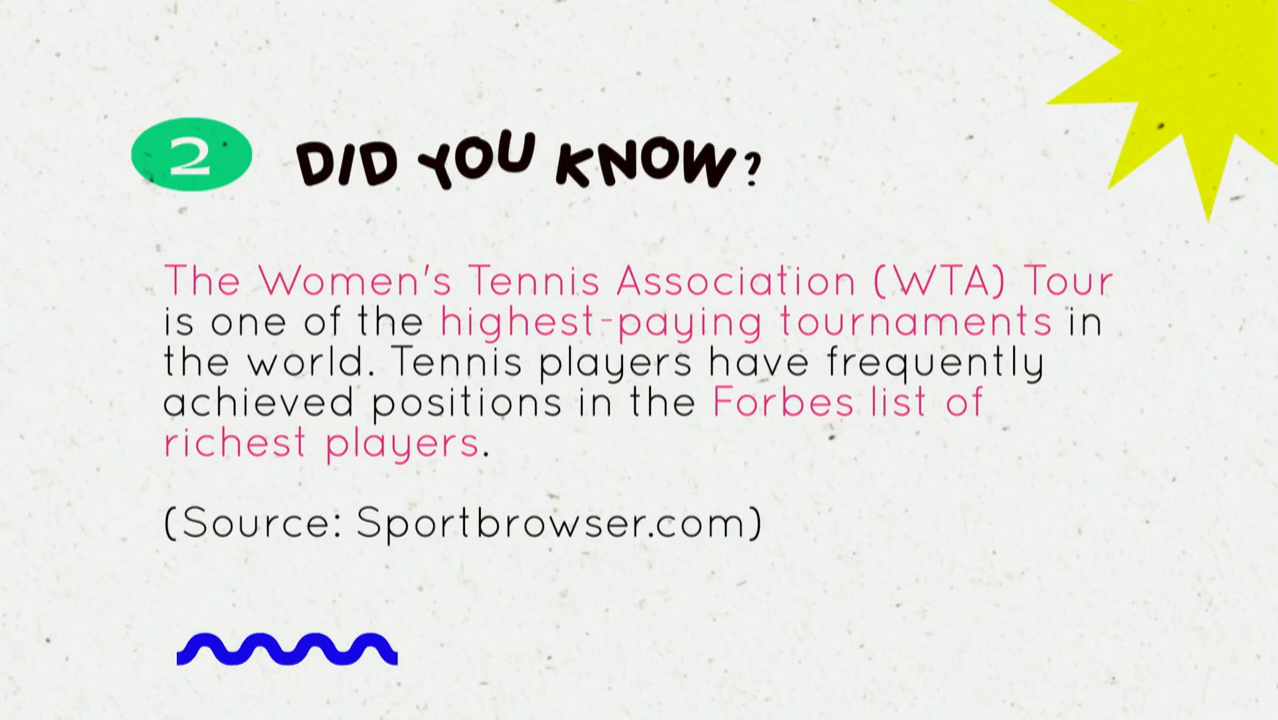 2 DID YOU KNOW?
The Women's Tennis Association (WTA) Tour
is one of the highest-paying tournaments in
the world. Tennis players have frequently
achieved positions in the Forbes list of
richest players.
(Source: Sportbrowser.com)